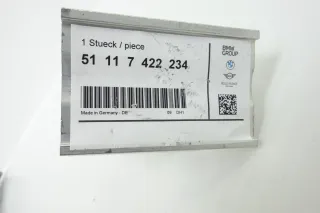 1 Stueck / piece
51 11 7 422 234
BMW
GROUP
Made in Germany - DE